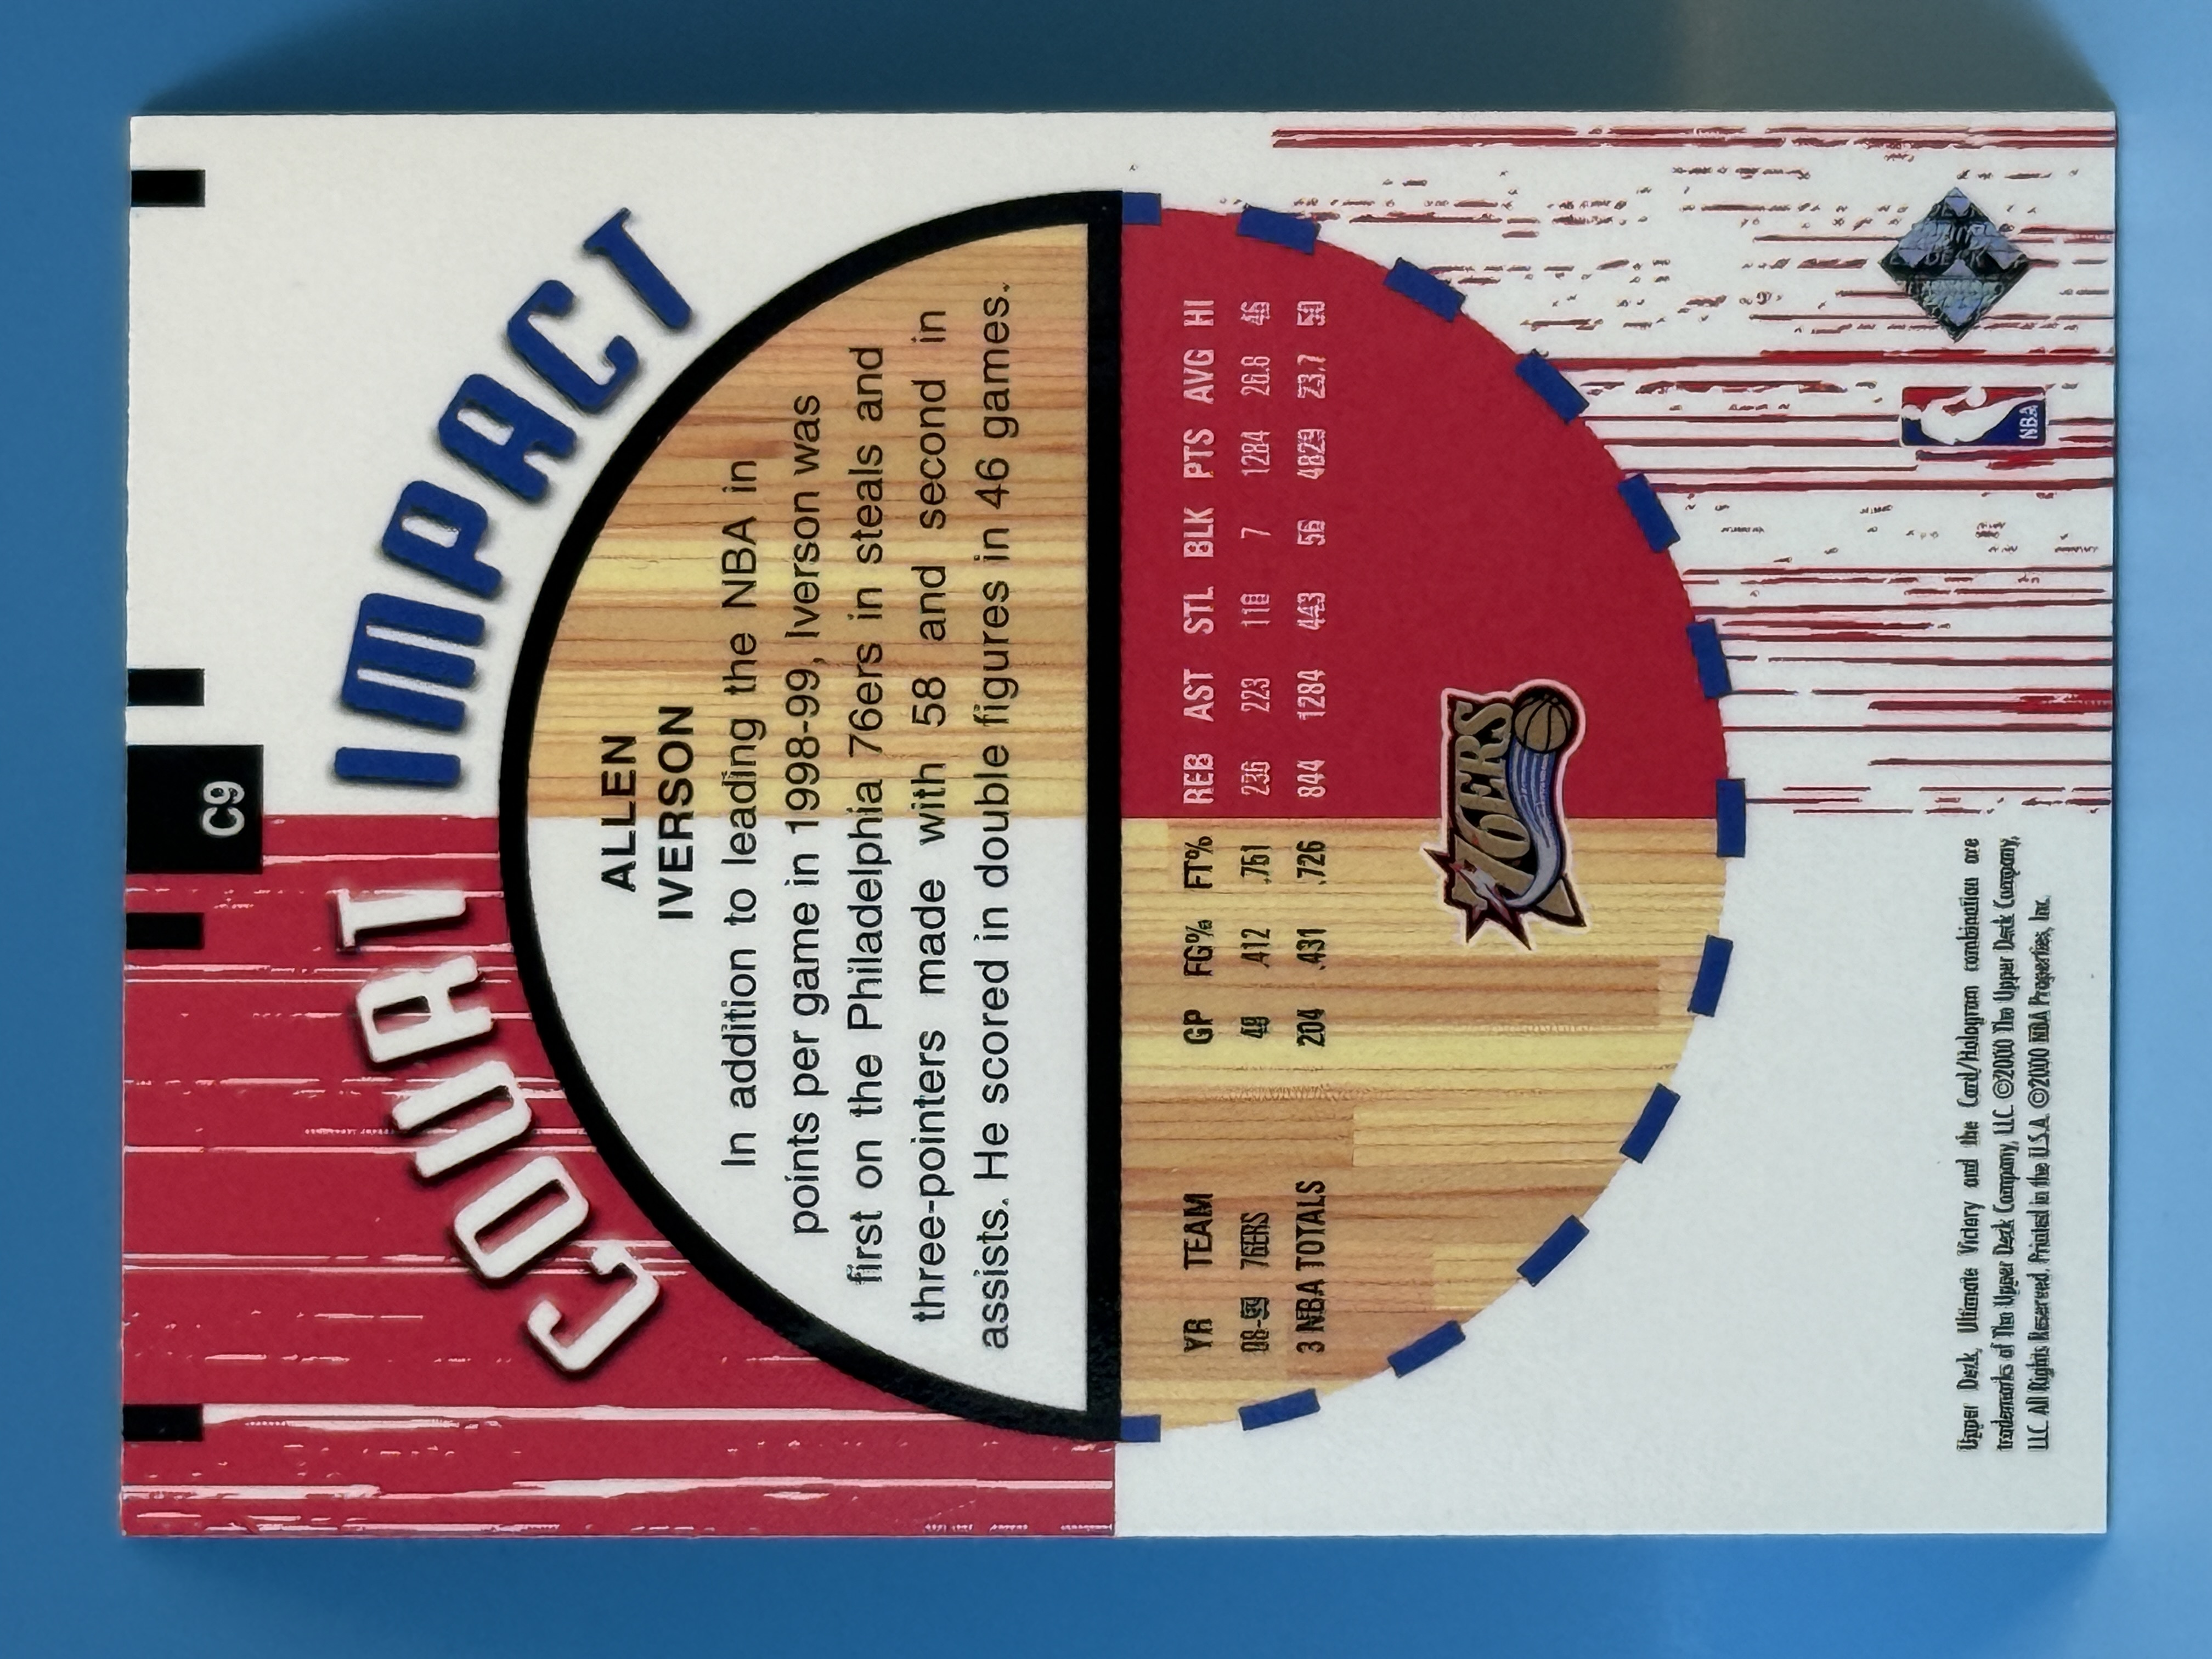 C9
COURT IMPACT
ALLEN
IVERSON
In addition to leading the NBA in
points per game in 1998-99, Iverson was
first on the Philadelphia 76ers in steals and
three-pointers made with 58 and second in
assists. He scored in double figures in 46 games.
YR TEAM GP FG% FT% REB AST STL BLK PTS AVG HI
76ERS 48 .412 .751 236 223 110 7 1284 26.8 46
3 NBA TOTALS 204 .431 .726 844 1284 443 56 4829 23.7 50
76ERS
Upper Deck, Ultimate Victory and the Card/Hologram combination are
trademarks of The Upper Deck Company, LLC. ©2000 The Upper Deck Company,
LLC. All Rights Reserved. Printed in the U.S.A. ©2000 NBA Properties, Inc.
NBA